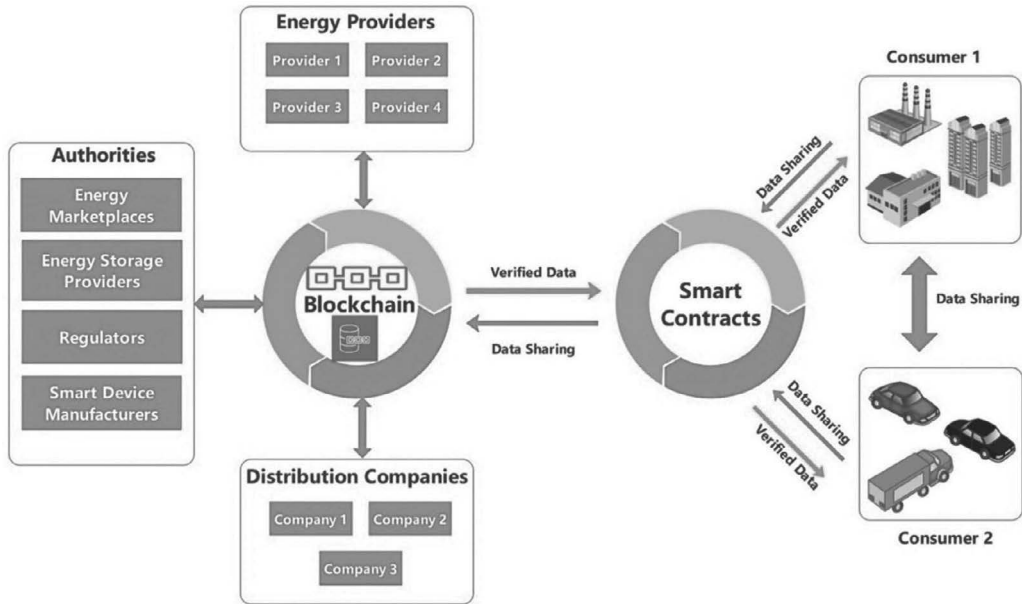 Energy Providers
Provider 1
Provider 2
Provider 3
Provider 4
Authorities
Energy
Marketplaces
Energy Storage
Providers
Regulators
Smart Device
Manufacturers
Blockchain
Verified Data
Data Sharing
Distribution Companies
Company 1
Company 2
Company 3
Smart
Contracts
Data Sharing
Verified Data
Consumer 1
Data Sharing
Data Sharing
Verified Data
Consumer 2